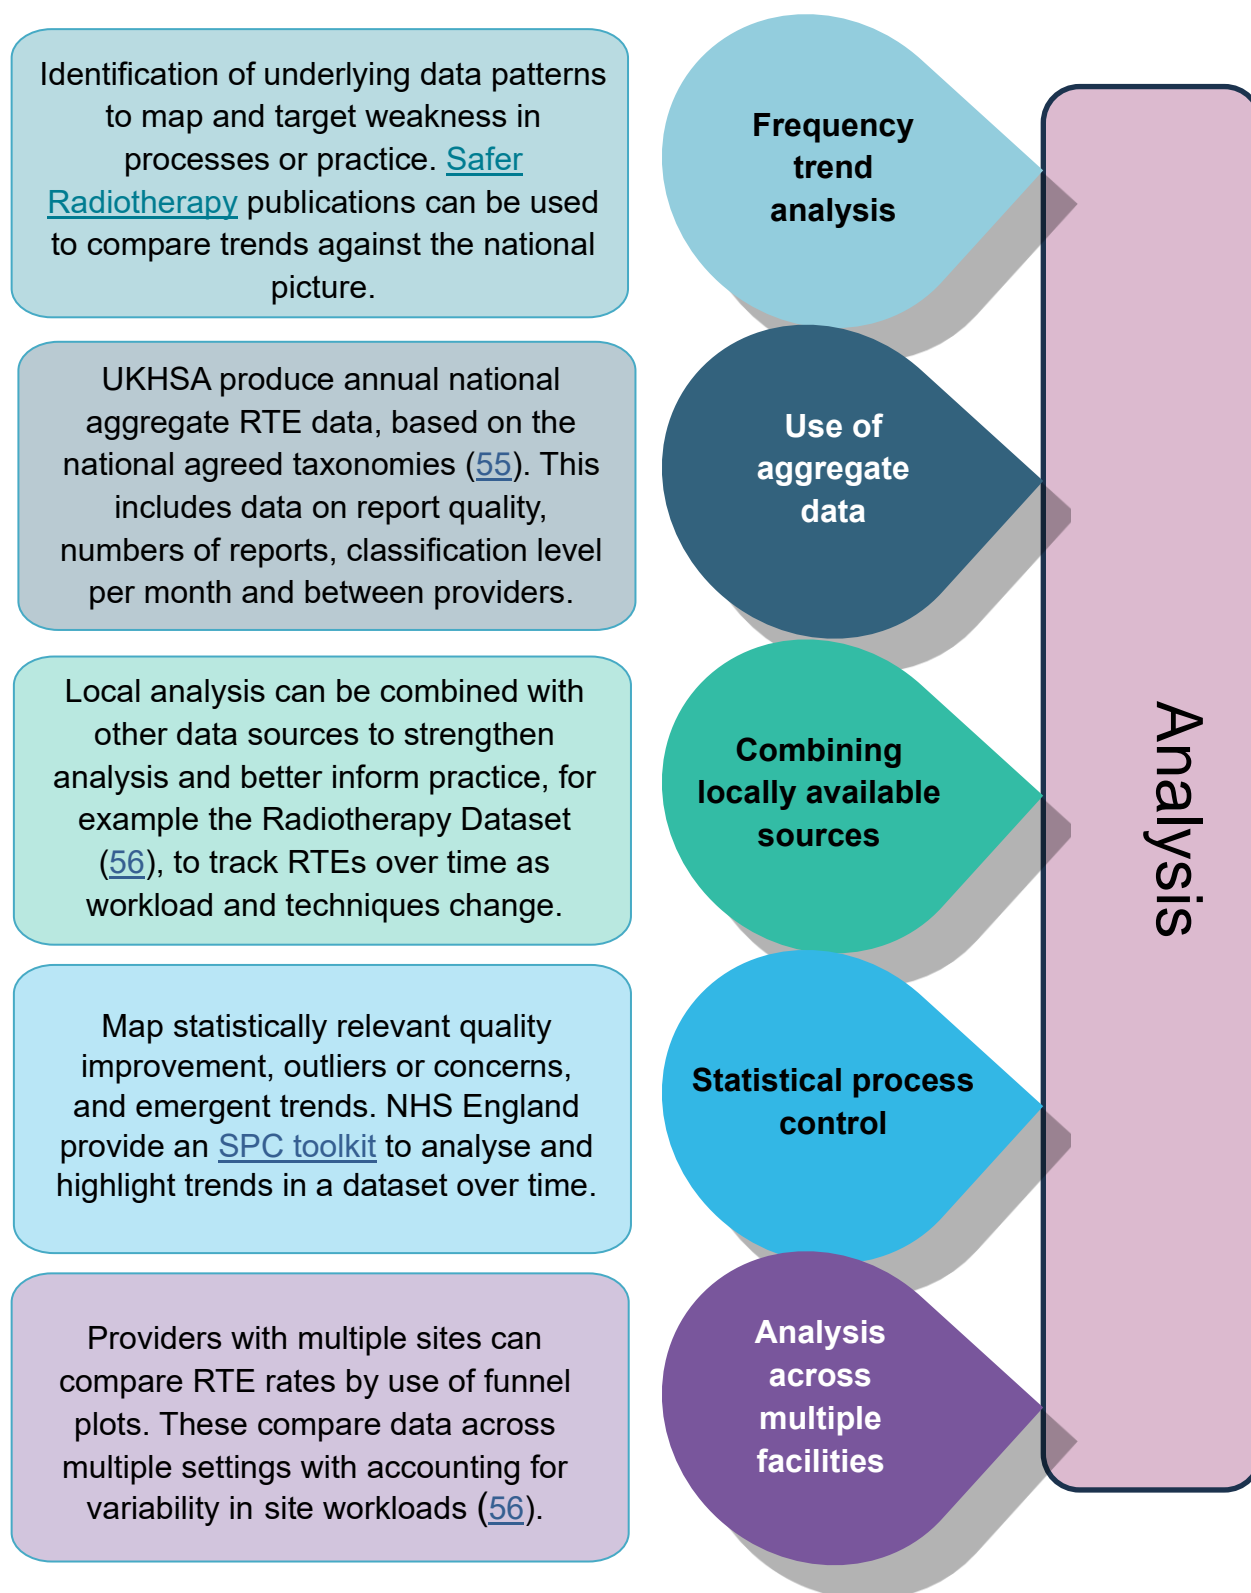 Identification of underlying data patterns
to map and target weakness in
processes or practice. Safer
Radiotherapy publications can be used
to compare trends against the national
picture.
Frequency
trend
analysis
UKHSA produce annual national
aggregate RTE data, based on the
national agreed taxonomies (55). This
includes data on report quality,
numbers of reports, classification level
per month and between providers.
Use of
aggregate
data
Local analysis can be combined with
other data sources to strengthen
analysis and better inform practice, for
example the Radiotherapy Dataset
(56), to track RTEs over time as
workload and techniques change.
Combining
locally available
sources
Map statistically relevant quality
improvement, outliers or concerns,
and emergent trends. NHS England
provide an SPC toolkit to analyse and
highlight trends in a dataset over time.
Statistical process
control
Providers with multiple sites can
compare RTE rates by use of funnel
plots. These compare data across
multiple settings with accounting for
variability in site workloads (56).
Analysis
across
multiple
facilities
Analysis